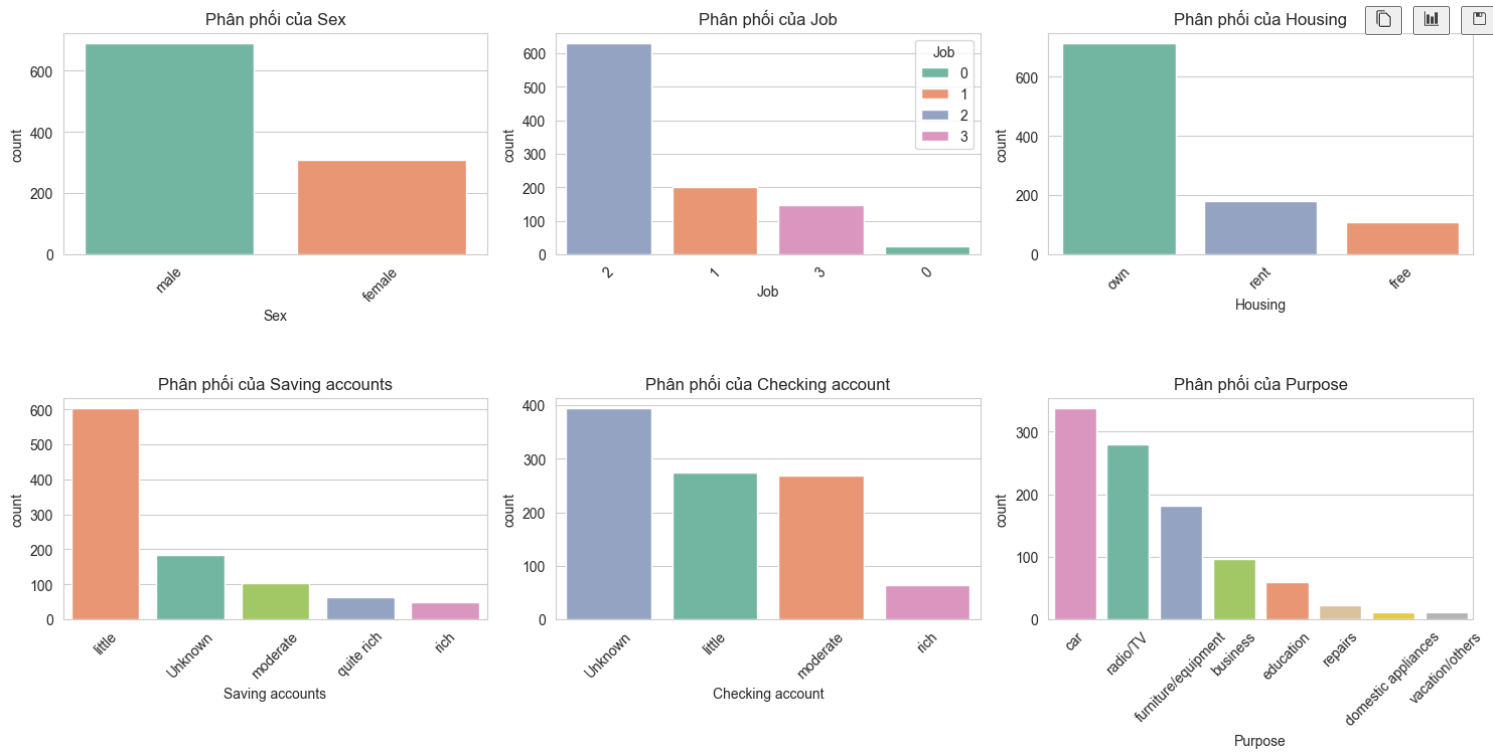 Phân phối của Sex
600
400
200
0
count
male
female
Sex
Phân phối của Job
600
500
400
300
200
100
0
count
Job
0
1
2
3
2
1
3
0
Job
Phân phối của Housing
600
400
200
0
count
own
rent
free
Housing
Phân phối của Saving accounts
600
500
400
300
200
100
0
count
little
Unknown
moderate
quite rich
rich
Saving accounts
Phân phối của Checking account
400
300
200
100
0
count
Unknown
little
moderate
rich
Checking account
Phân phối của Purpose
300
200
100
0
count
car
radio/TV
furniture/equipment
business
education
repairs
domestic appliances
vacation/others
Purpose